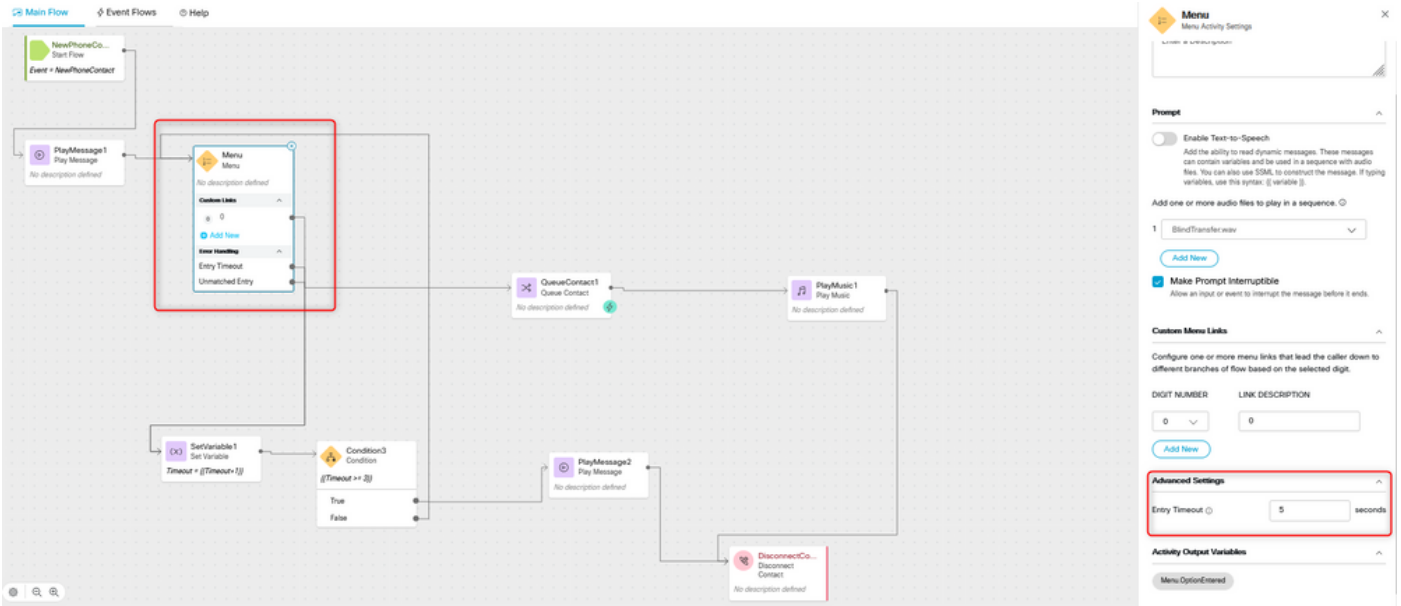 Main Flow
Event Flows
Help
NewPhoneCo...
Start Flow
Event = NewPhoneContact
PlayMessage1
Play Message
No description defined
Menu
Menu
No description defined
Custom Links
0
Add New
Error Handling
Entry Timeout
Unmatched Entry
QueueContact1
Queue Contact
No description defined
PlayMusic1
Play Music
No description defined
SetVariable1
Set Variable
Timeout = {{Timeout+1}}
Condition3
Condition
{{Timeout >= 3}}
True
False
PlayMessage2
Play Message
No description defined
DisconnectCo...
Disconnect
Contact
No description defined
Menu
Menu Activity Settings
Enter a Description
Prompt
Enable Text-to-Speech
Add the ability to read dynamic messages. These messages
can contain variables and be used in a sequence with audio
files. You can also use SSML to construct the message. If typing
variables, use this syntax: {{ variable }}.
Add one or more audio files to play in a sequence.
1 BlindTransfer.wav
Add New
Make Prompt Interruptible
Allow an input or event to interrupt the message before it ends.
Custom Menu Links
Configure one or more menu links that lead the caller down to
different branches of flow based on the selected digit.
DIGIT NUMBER LINK DESCRIPTION
0 0
Add New
Advanced Settings
Entry Timeout 5 seconds
Activity Output Variables
Menu.OptionEntered